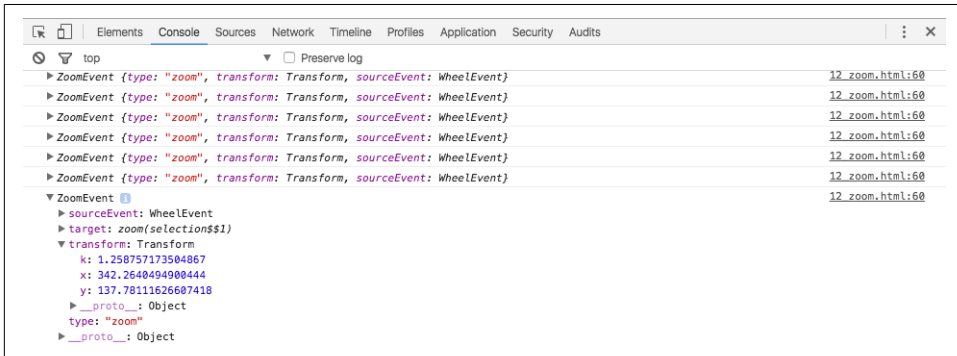 Elements Console Sources Network Timeline Profiles Application Security Audits
top Preserve log
ZoomEvent {type: "zoom", transform: Transform, sourceEvent: WheelEvent} 12_zoom.html:60
ZoomEvent {type: "zoom", transform: Transform, sourceEvent: WheelEvent} 12_zoom.html:60
ZoomEvent {type: "zoom", transform: Transform, sourceEvent: WheelEvent} 12_zoom.html:60
ZoomEvent {type: "zoom", transform: Transform, sourceEvent: WheelEvent} 12_zoom.html:60
ZoomEvent {type: "zoom", transform: Transform, sourceEvent: WheelEvent} 12_zoom.html:60
ZoomEvent {type: "zoom", transform: Transform, sourceEvent: WheelEvent} 12_zoom.html:60
ZoomEvent i 12_zoom.html:60
sourceEvent: WheelEvent
target: zoom(selection$$1)
transform: Transform
k: 1.258757173504867
x: 342.2640494900444
y: 137.78111626607418
__proto__: Object
type: "zoom"
__proto__: Object